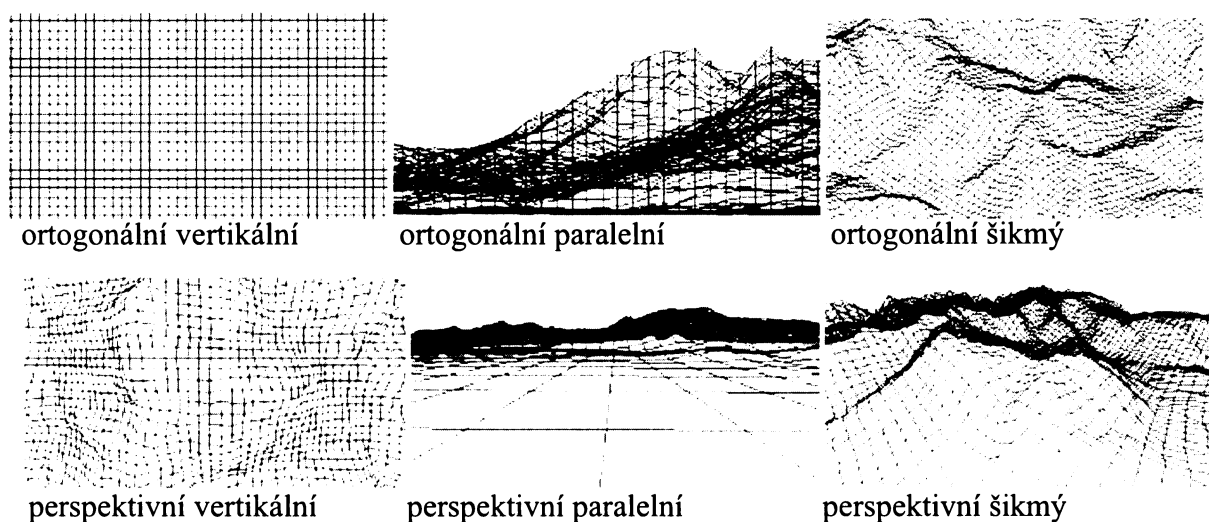 ortogonální vertikální
ortogonální paralelní
ortogonální šikmý
perspektivní vertikální
perspektivní paralelní
perspektivní šikmý